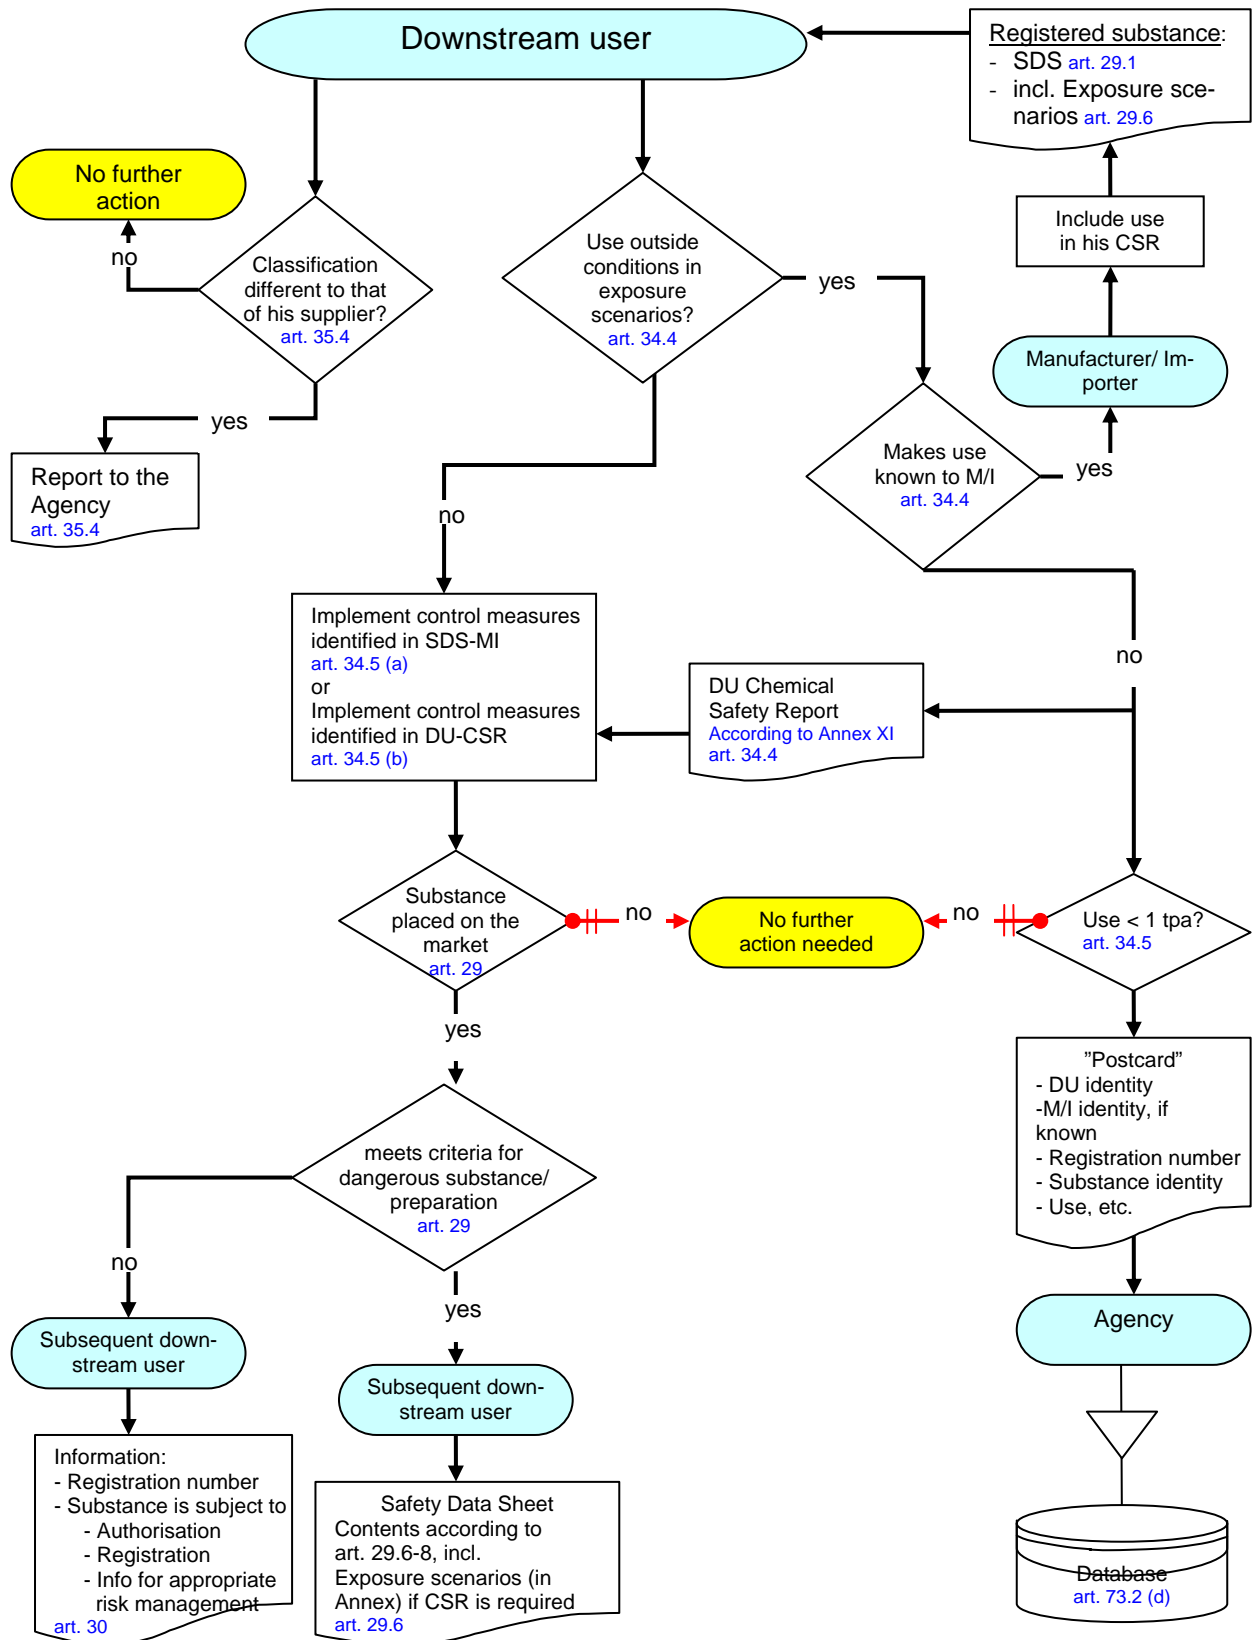 Downstream user
Registered substance:
- SDS art. 29.1
- incl. Exposure sce-
narios art. 29.6
No further
action
no
Classification
different to that
of his supplier?
art. 35.4
yes
Report to the
Agency
art. 35.4
Use outside
conditions in
exposure
scenarios?
art. 34.4
yes
no
Include use
in his CSR
Manufacturer/ Im-
porter
Makes use
known to M/I
art. 34.4
yes
no
Implement control measures
identified in SDS-MI
art. 34.5 (a)
or
Implement control measures
identified in DU-CSR
art. 34.5 (b)
DU Chemical
Safety Report
According to Annex XI
art. 34.4
Substance
placed on the
market
art. 29
no
No further
action needed
no
Use < 1 tpa?
art. 34.5
yes
"Postcard"
- DU identity
-M/I identity, if
known
- Registration number
- Substance identity
- Use, etc.
meets criteria for
dangerous substance/
preparation
art. 29
no
yes
Agency
Subsequent down-
stream user
Subsequent down-
stream user
Information:
- Registration number
- Substance is subject to
- Authorisation
- Registration
- Info for appropriate
risk management
art. 30
Safety Data Sheet
Contents according to
art. 29.6-8, incl.
Exposure scenarios (in
Annex) if CSR is required
art. 29.6
Database
art. 73.2 (d)